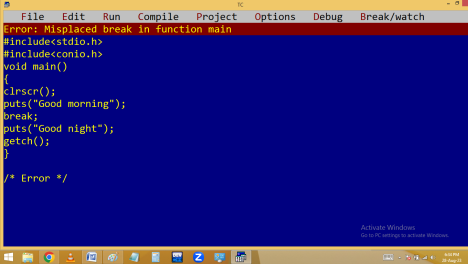 TC
File Edit Run Compile Project Options Debug Break/watch
Error: Misplaced break in function main
#include<stdio.h>
#include<conio.h>
void main()
{
clrscr();
puts("Good morning");
break;
puts("Good night");
getch();
}
/* Error */
Activate Windows
Go to PC settings to activate Windows.